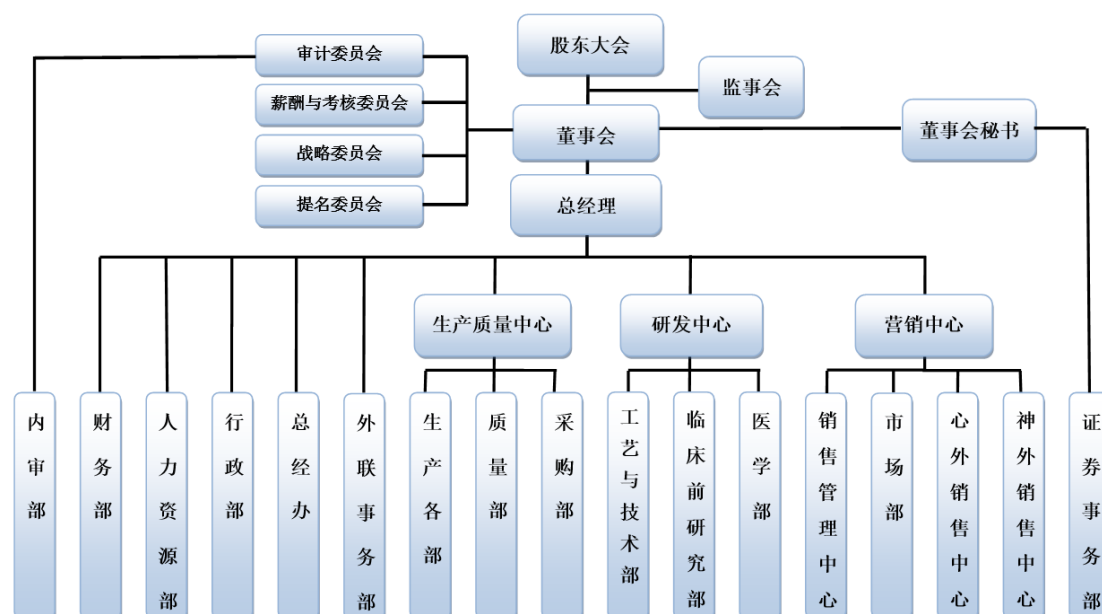 股东大会
审计委员会
监事会
薪酬与考核委员会
董事会
董事会秘书
战略委员会
提名委员会
总经理
生产质量中心
研发中心
营销中心
内审部
财务部
人力资源部
行政部
总经办
外联事务部
生产各部
质量部
采购部
工艺与技术部
临床前研究部
医学部
销售管理中心
市场部
心外销售中心
神外销售中心
证券事务部